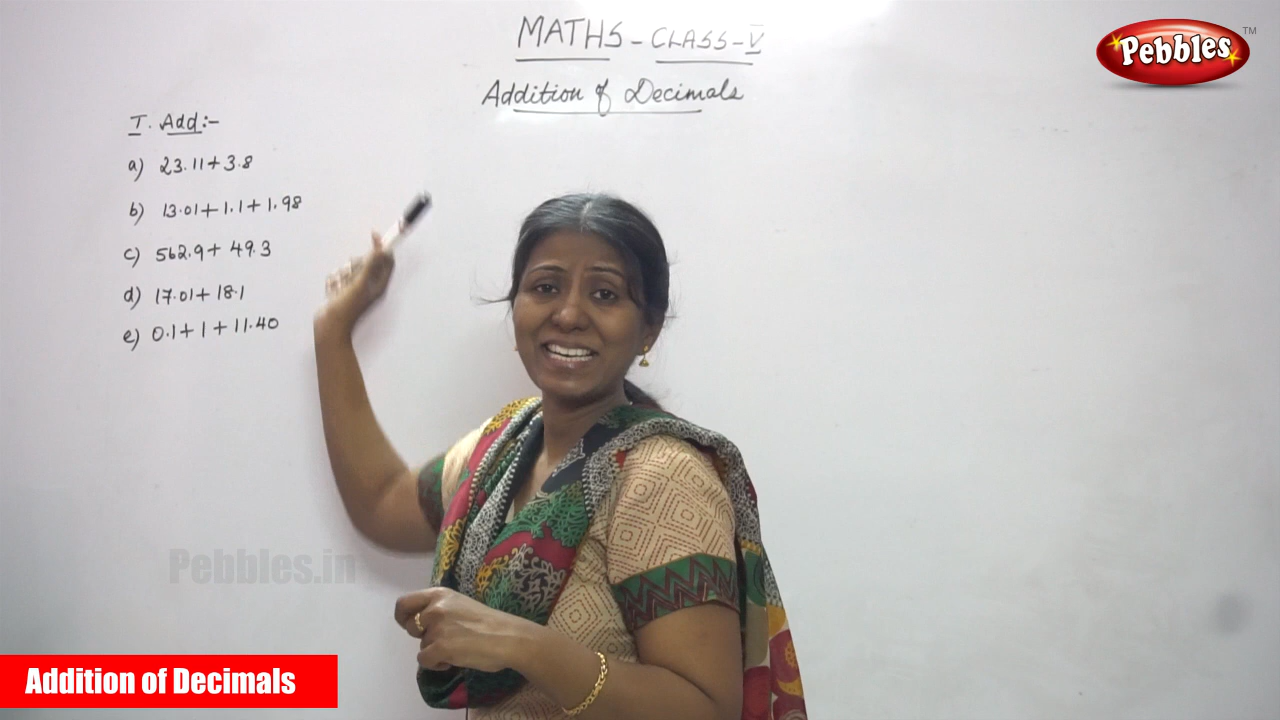 MATHS - CLASS - V
Addition of Decimals
I. Add:-
a) 23.11 + 3.8
b) 13.01 + 1.1 + 1.98
c) 562.9 + 49.3
d) 17.01 + 18.1
e) 0.1 + 1 + 11.40
Pebbles TM
Pebbles.in
Addition of Decimals